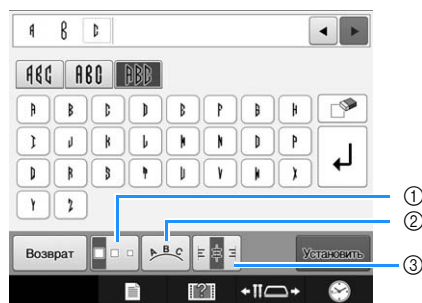 A B C
ABC ABC ABC
A B C D E F G H
I J K L M N O P
Q R S T U V W X
Y Z
①
②
Возврат A B C Установить
③
[?]